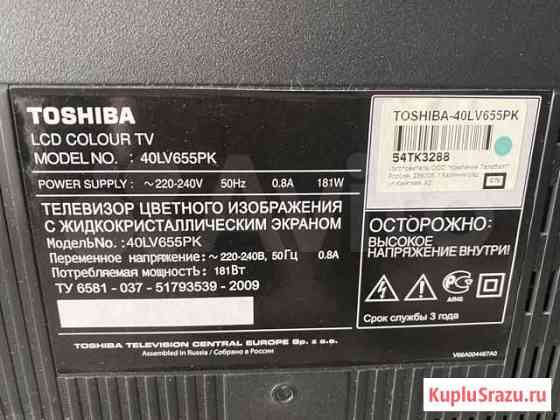 TOSHIBA
LCD COLOUR TV
MODEL NO. : 40LV655PK
POWER SUPPLY : ~220-240V 50Hz 0.8A 181W
ТЕЛЕВИЗОР ЦВЕТНОГО ИЗОБРАЖЕНИЯ
С ЖИДКОКРИСТАЛЛИЧЕСКИМ ЭКРАНОМ
Модель№ :40LV655PK
Переменное напряжение: ~ 220-240В, 50Гц 0.8A
Потребляемая мощность: 181Вт
ТУ 6581 - 037 - 51793539 - 2009
TOSHIBA TELEVISION CENTRAL EUROPE Sp. z o.o.
Assembled in Russia / Собрано в России
TOSHIBA-40LV655PK
54TK3288
ОСТОРОЖНО:
ВЫСОКОЕ
НАПРЯЖЕНИЕ ВНУТРИ!
Срок службы 3 года
KupluSrazu.ru